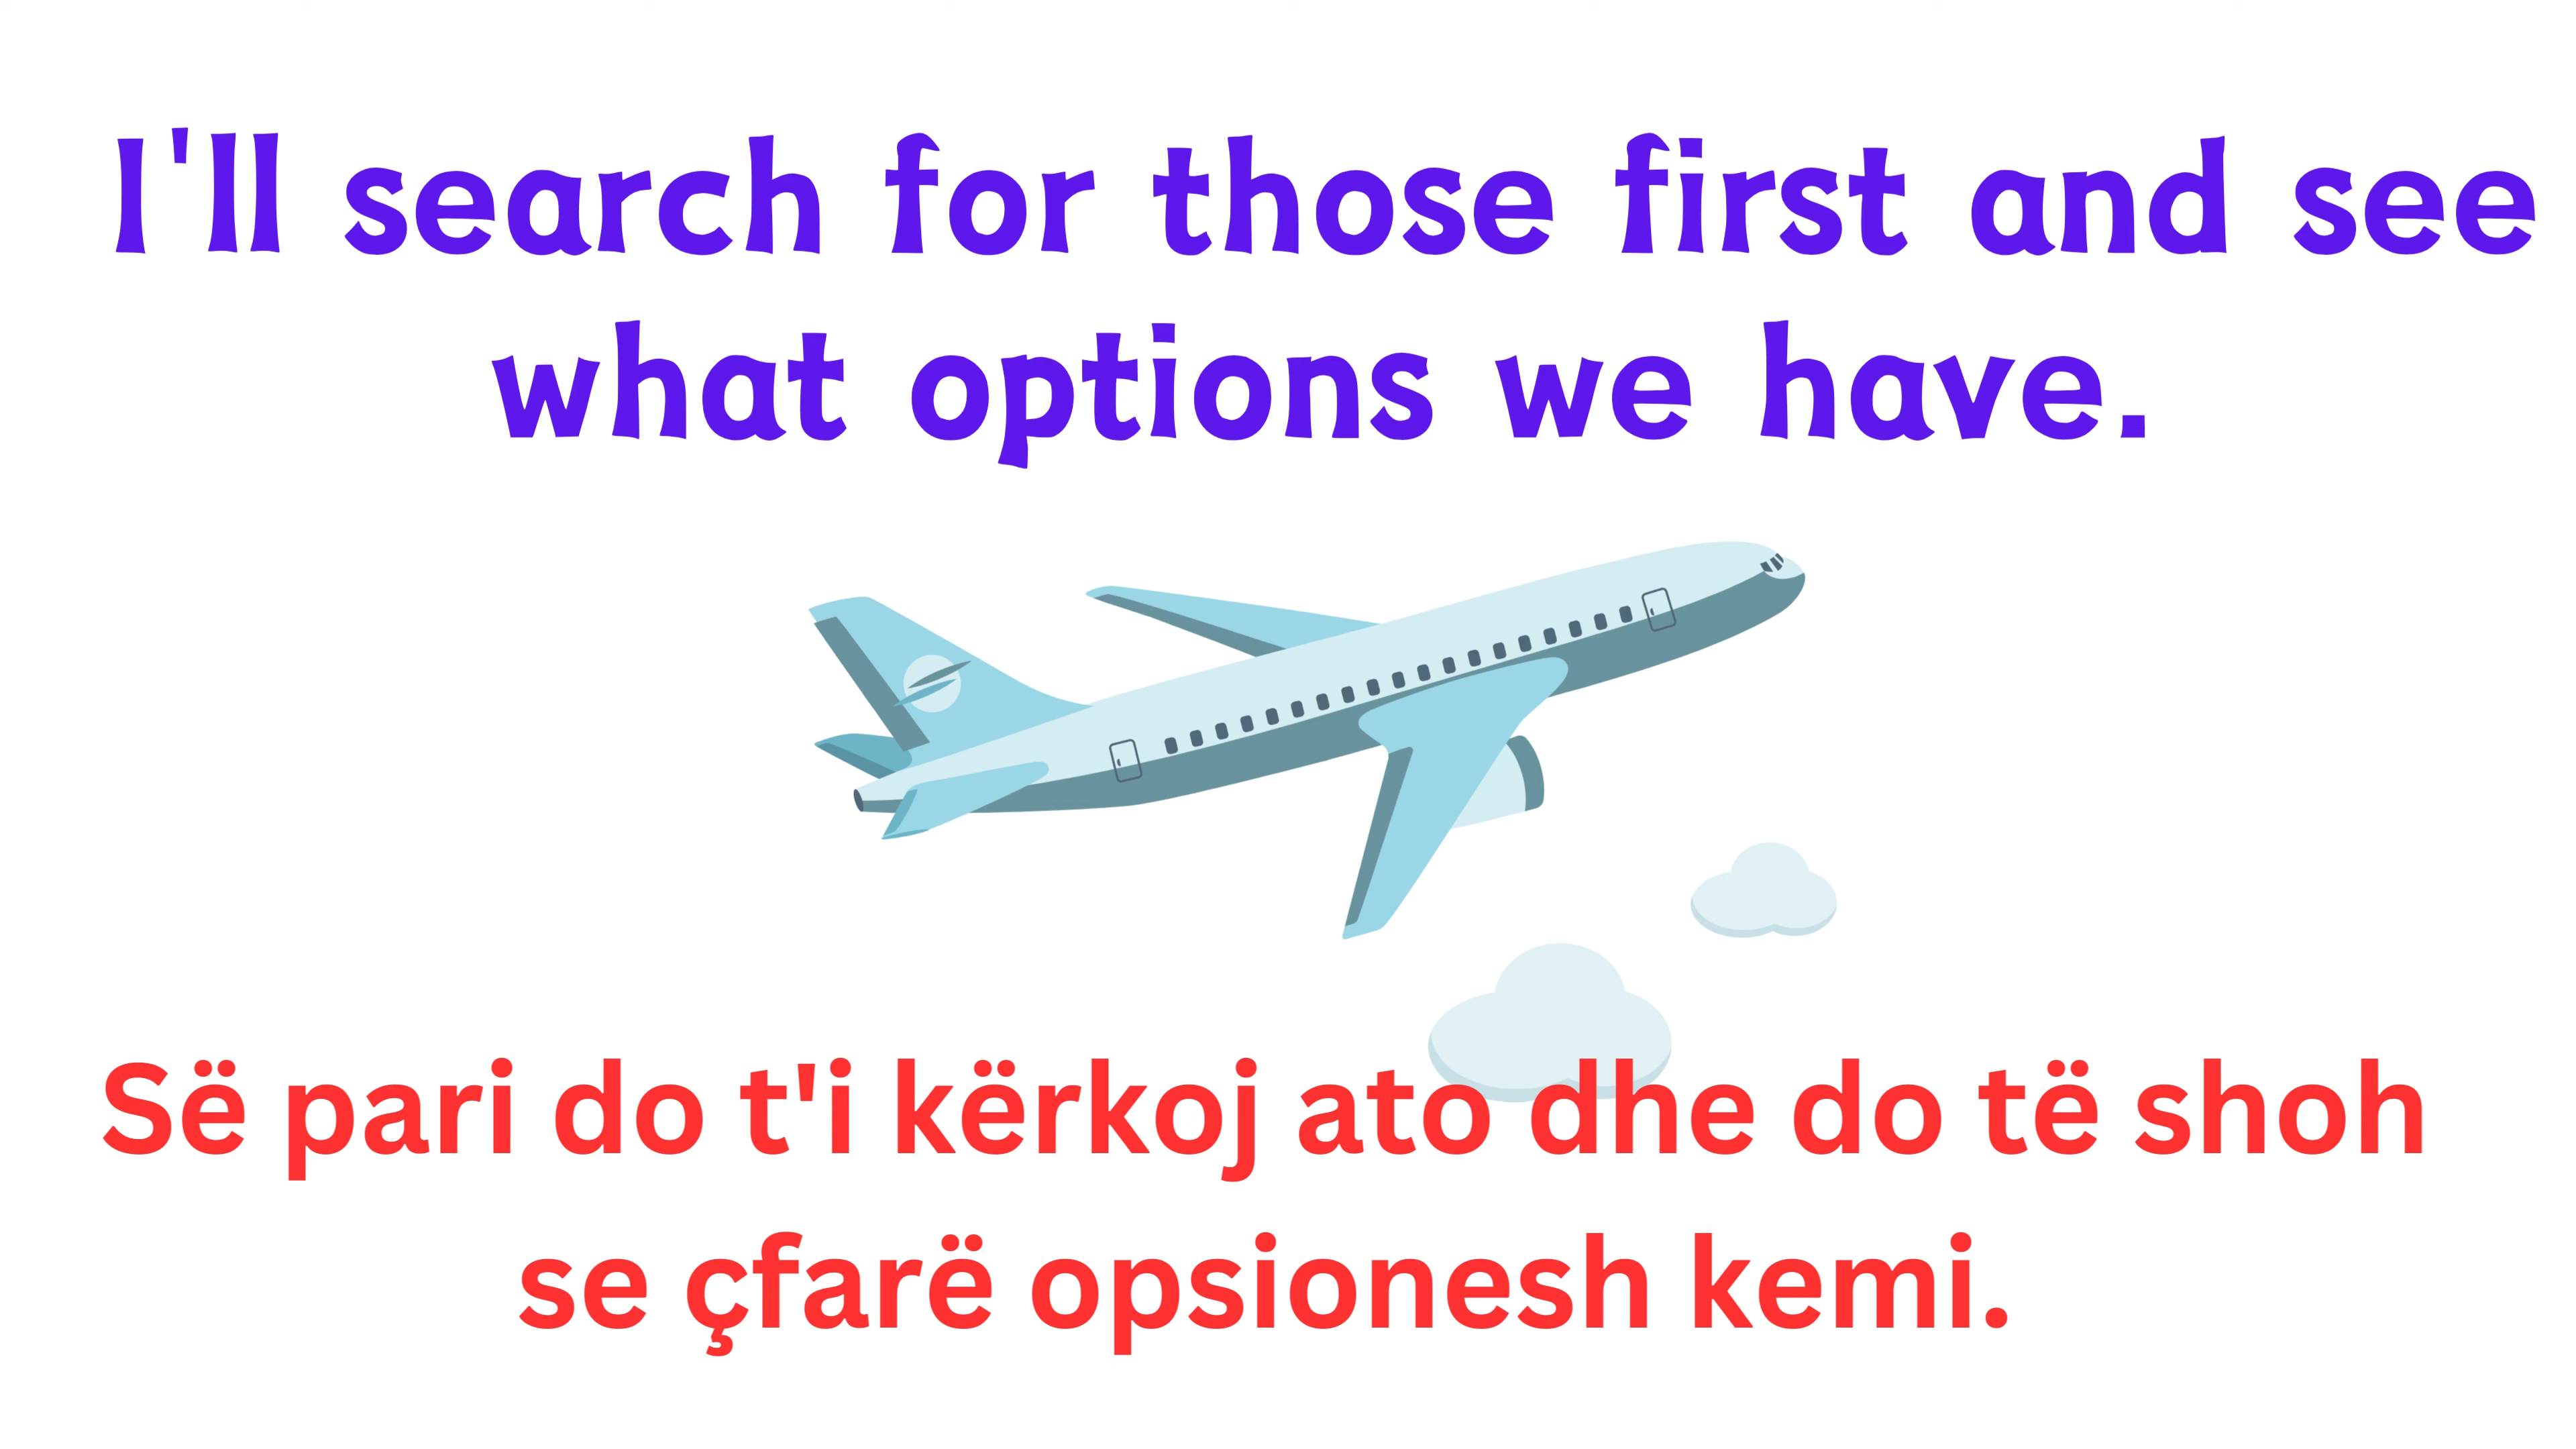 I'll search for those first and see
what options we have.
Së pari do t'i kërkoj ato dhe do të shoh
se çfarë opsionesh kemi.